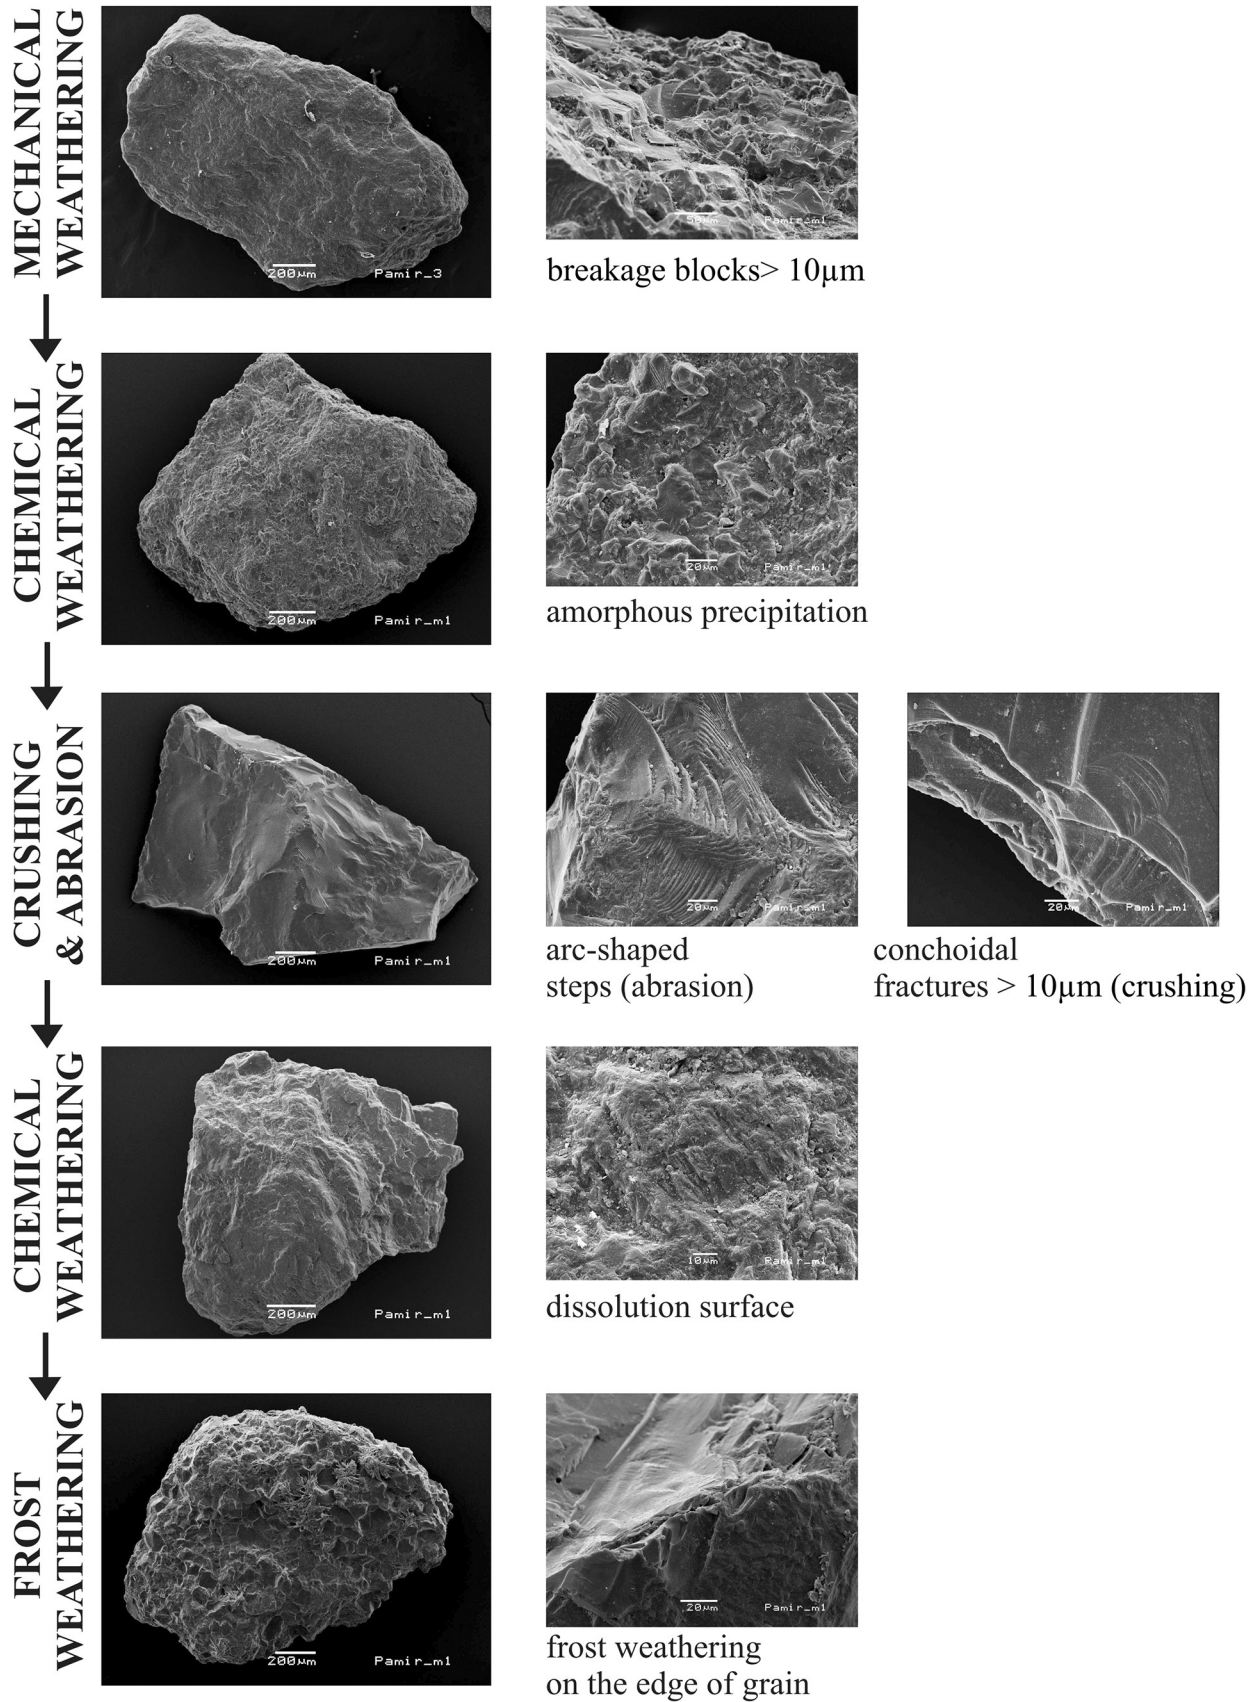 MECHANICAL
WEATHERING
200µm Pamir_3
50µm Pamir_m1
breakage blocks> 10µm
CHEMICAL
WEATHERING
200µm Pamir_m1
20µm Pamir_m1
amorphous precipitation
CRUSHING
& ABRASION
200µm Pamir_m1
20µm Pamir_m1
20µm Pamir_m1
arc-shaped
steps (abrasion)
conchoidal
fractures > 10µm (crushing)
CHEMICAL
WEATHERING
200µm Pamir_m1
10µm Pamir_m1
dissolution surface
FROST
WEATHERING
200µm Pamir_m1
20µm Pamir_m1
frost weathering
on the edge of grain